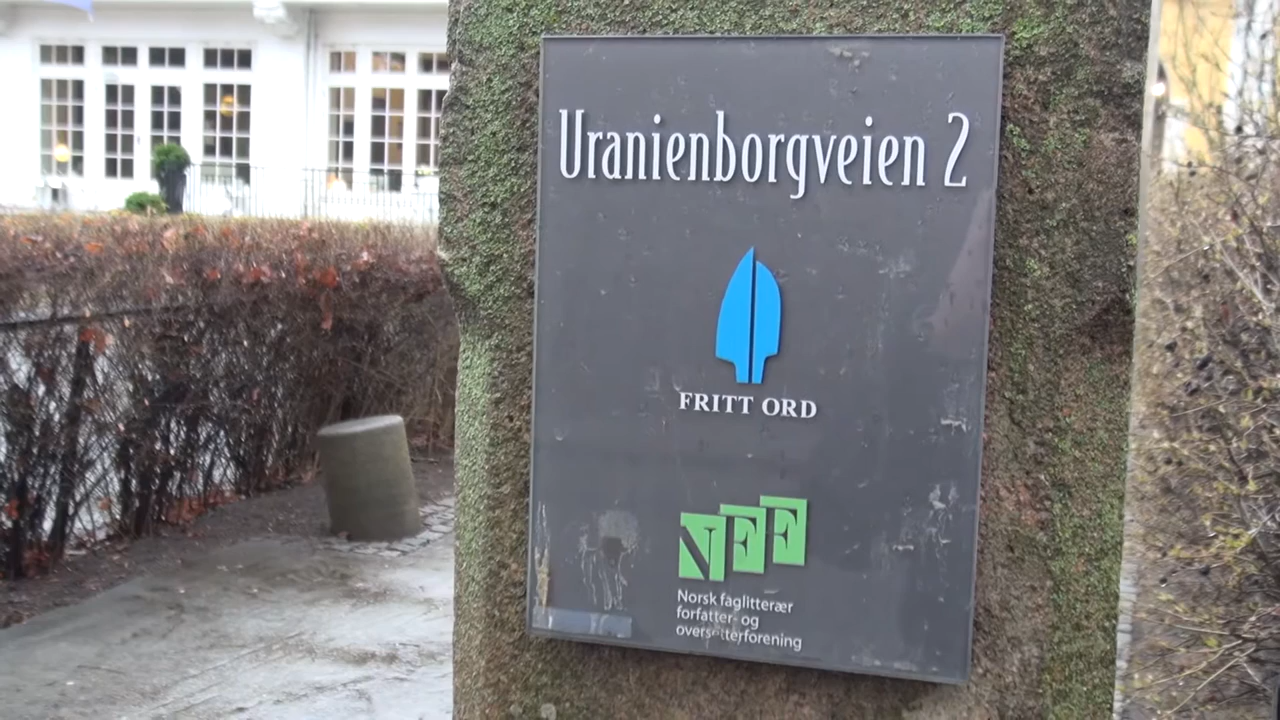 Uranienborgveien 2
FRITT ORD
NFF
Norsk faglitterær
forfatter- og
oversetterforening